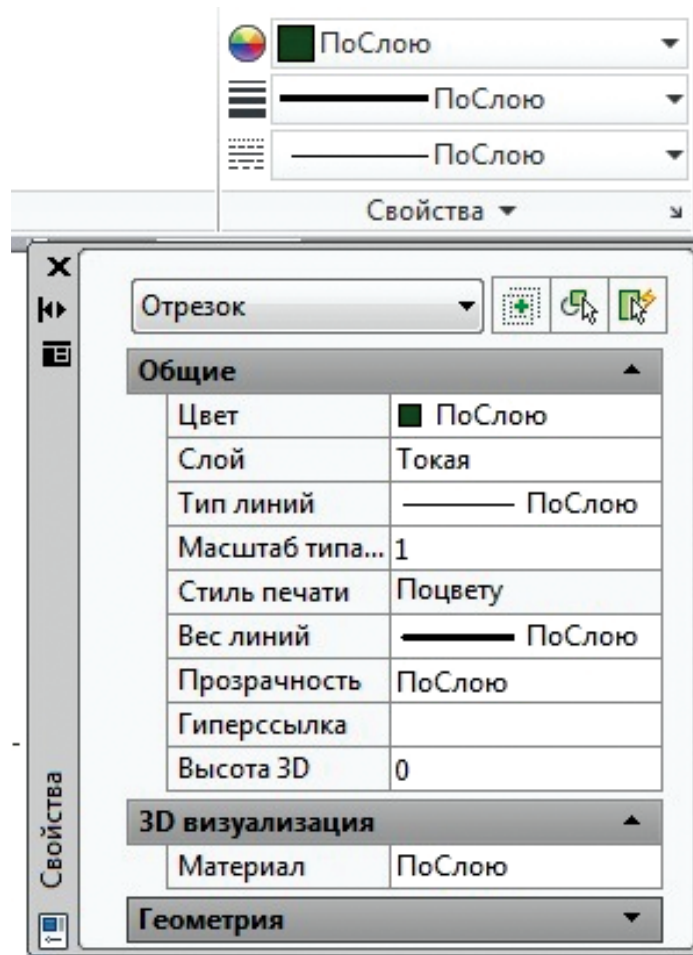 ПоСлою
ПоСлою
ПоСлою
Свойства
Отрезок
Общие
Цвет ПоСлою
Слой Токая
Тип линий ПоСлою
Масштаб типа... 1
Стиль печати Поцвету
Вес линий ПоСлою
Прозрачность ПоСлою
Гиперссылка
Высота 3D 0
3D визуализация
Материал ПоСлою
Геометрия
Свойства